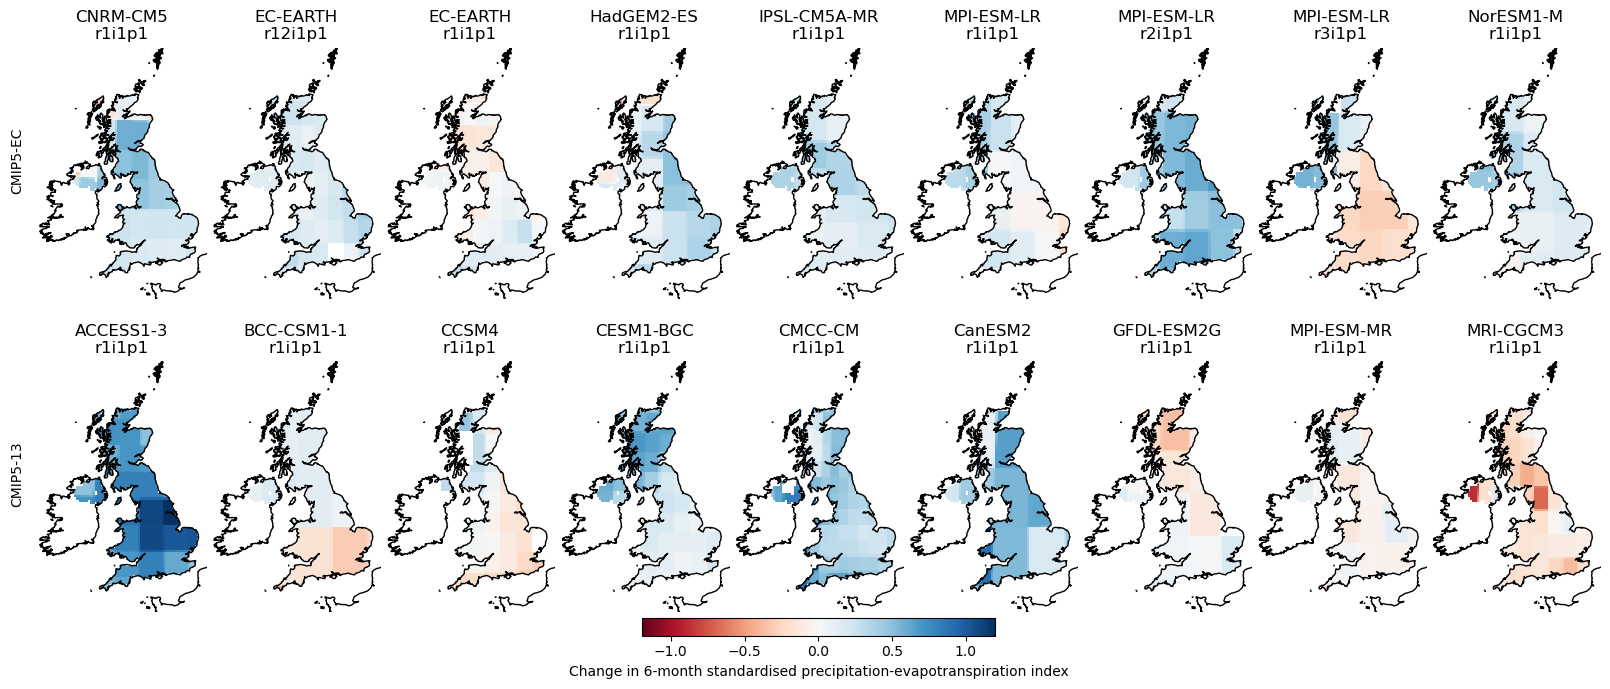 CNRM-CM5
r1i1p1
EC-EARTH
r12i1p1
EC-EARTH
r1i1p1
HadGEM2-ES
r1i1p1
IPSL-CM5A-MR
r1i1p1
MPI-ESM-LR
r1i1p1
MPI-ESM-LR
r2i1p1
MPI-ESM-LR
r3i1p1
NorESM1-M
r1i1p1
CMIP5-EC
ACCESS1-3
r1i1p1
BCC-CSM1-1
r1i1p1
CCSM4
r1i1p1
CESM1-BGC
r1i1p1
CMCC-CM
r1i1p1
CanESM2
r1i1p1
GFDL-ESM2G
r1i1p1
MPI-ESM-MR
r1i1p1
MRI-CGCM3
r1i1p1
CMIP5-13
−1.0 −0.5 0.0 0.5 1.0
Change in 6-month standardised precipitation-evapotranspiration index